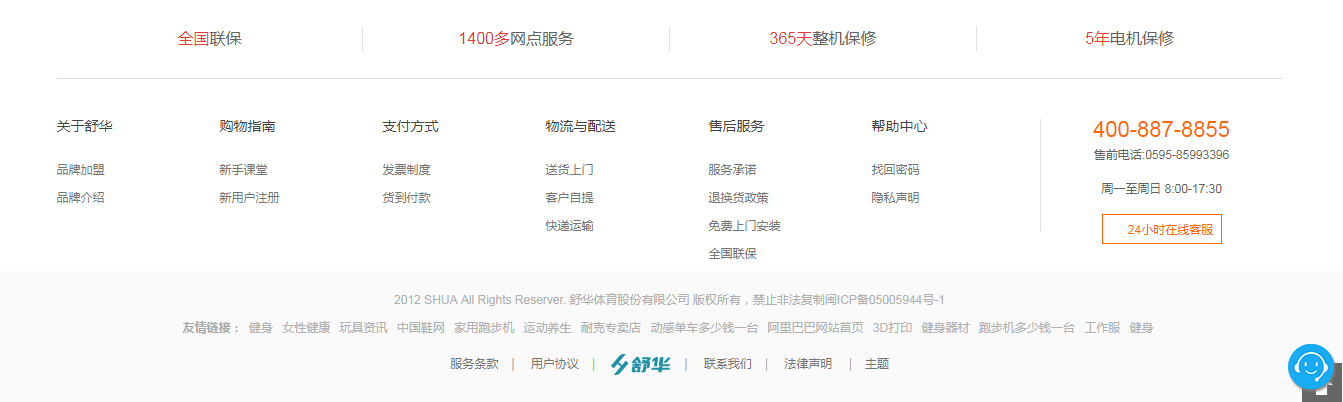 全国联保
1400多网点服务
365天整机保修
5年电机保修
关于舒华
品牌加盟
品牌介绍
购物指南
新手课堂
新用户注册
支付方式
发票制度
货到付款
物流与配送
送货上门
客户自提
快递运输
售后服务
服务承诺
退换货政策
免费上门安装
全国联保
帮助中心
找回密码
隐私声明
400-887-8855
售前电话:0595-85993396
周一至周日 8:00-17:30
24小时在线客服
2012 SHUA All Rights Reserver. 舒华体育股份有限公司 版权所有，禁止非法复制闽ICP备05005944号-1
友情链接： 健身 女性健康 玩具资讯 中国鞋网 家用跑步机 运动养生 耐克专卖店 动感单车多少钱一台 阿里巴巴网站首页 3D打印 健身器材 跑步机多少钱一台 工作服 健身
服务条款 | 用户协议 | 舒华 | 联系我们 | 法律声明 | 主题